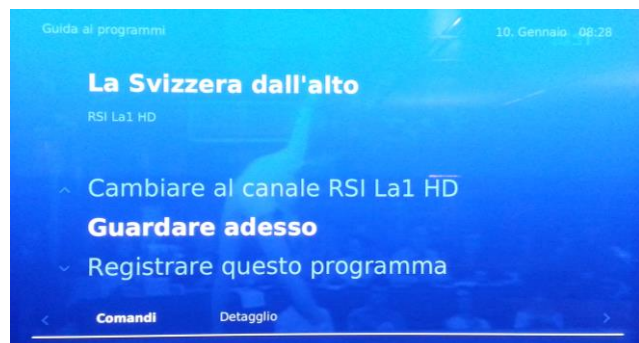 Guida ai programmi
10. Gennaio 08:28
La Svizzera dall'alto
RSI La1 HD
Cambiare al canale RSI La1 HD
Guardare adesso
Registrare questo programma
Comandi Detagglio